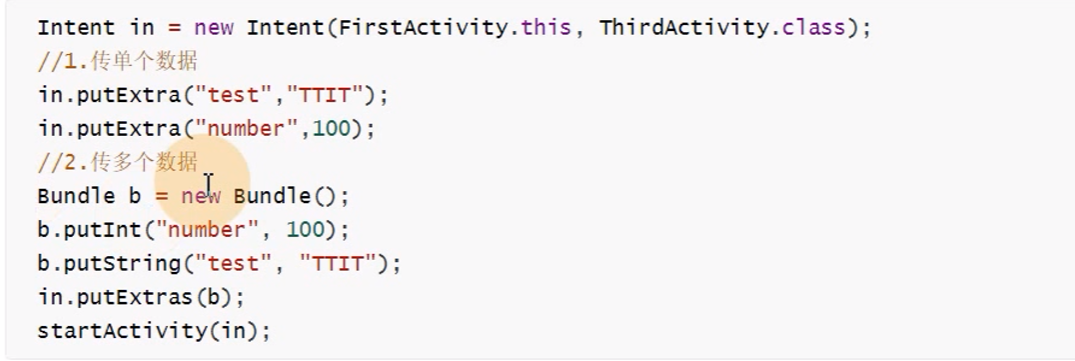 Intent in = new Intent(FirstActivity.this, ThirdActivity.class);
//1.传单个数据
in.putExtra("test","TTIT");
in.putExtra("number",100);
//2.传多个数据
Bundle b = new Bundle();
b.putInt("number", 100);
b.putString("test", "TTIT");
in.putExtras(b);
startActivity(in);